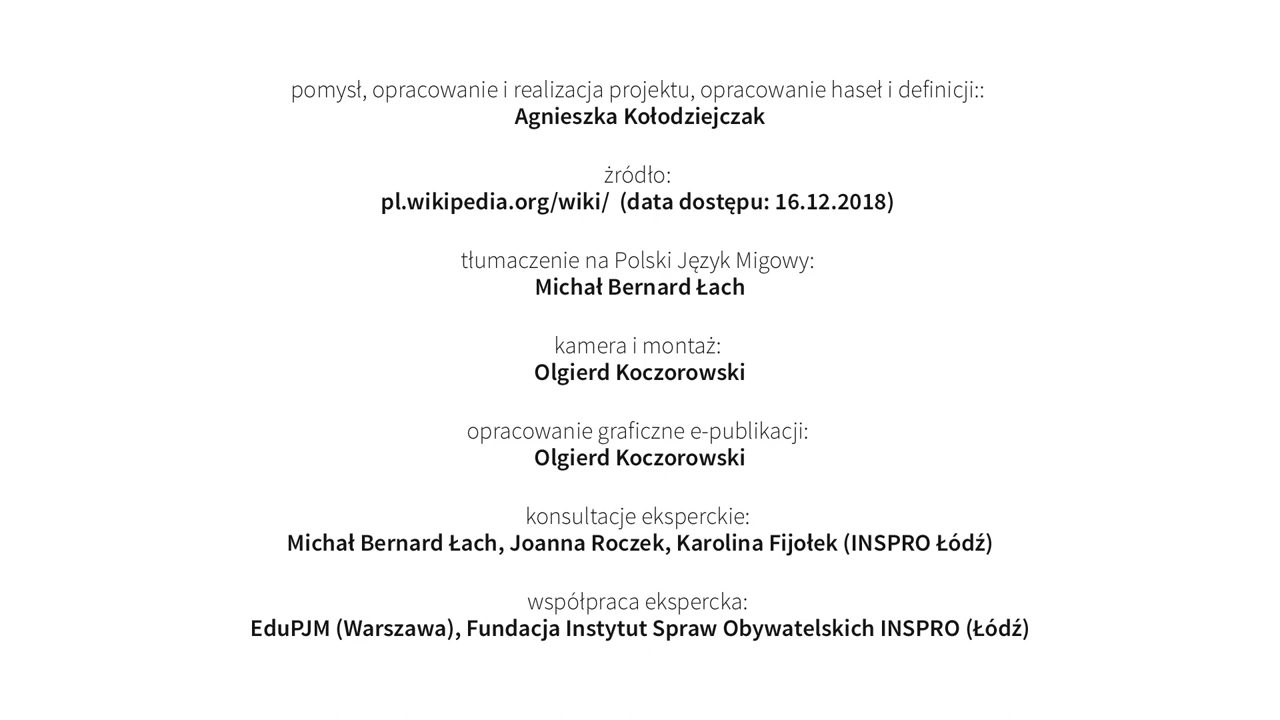 pomysł, opracowanie i realizacja projektu, opracowanie haseł i definicji::
Agnieszka Kołodziejczak
żródło:
pl.wikipedia.org/wiki/ (data dostępu: 16.12.2018)
tłumaczenie na Polski Język Migowy:
Michał Bernard Łach
kamera i montaż:
Olgierd Koczorowski
opracowanie graficzne e-publikacji:
Olgierd Koczorowski
konsultacje eksperckie:
Michał Bernard Łach, Joanna Roczek, Karolina Fijołek (INSPRO Łódź)
współpraca ekspercka:
EduPJM (Warszawa), Fundacja Instytut Spraw Obywatelskich INSPRO (Łódź)